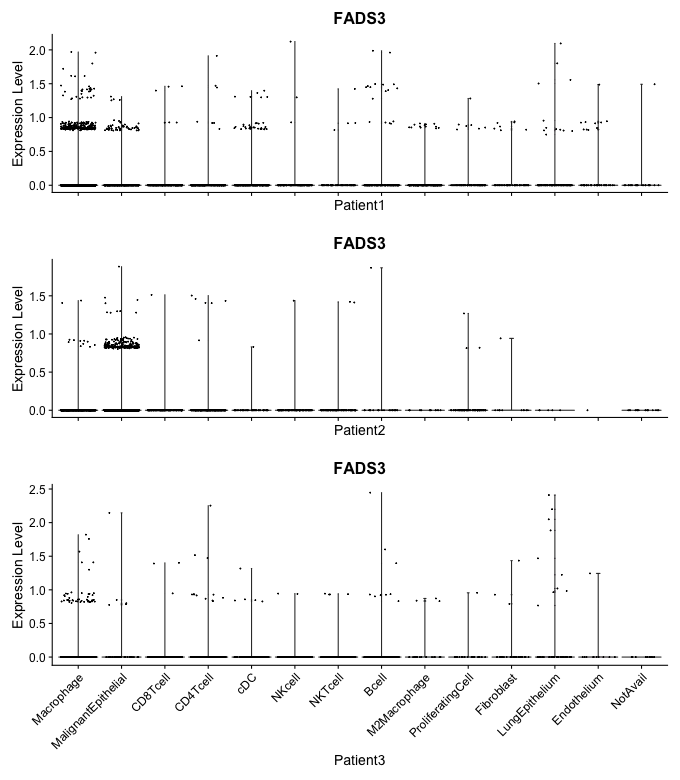 FADS3
Expression Level
2.0
1.5
1.0
0.5
0.0
Patient1
FADS3
Expression Level
1.5
1.0
0.5
0.0
Patient2
FADS3
Expression Level
2.5
2.0
1.5
1.0
0.5
0.0
Macrophage
MalignantEpithelial
CD8Tcell
CD4Tcell
cDC
NKcell
NKTcell
Bcell
M2Macrophage
ProliferatingCell
Fibroblast
LungEpithelium
Endothelium
NotAvail
Patient3